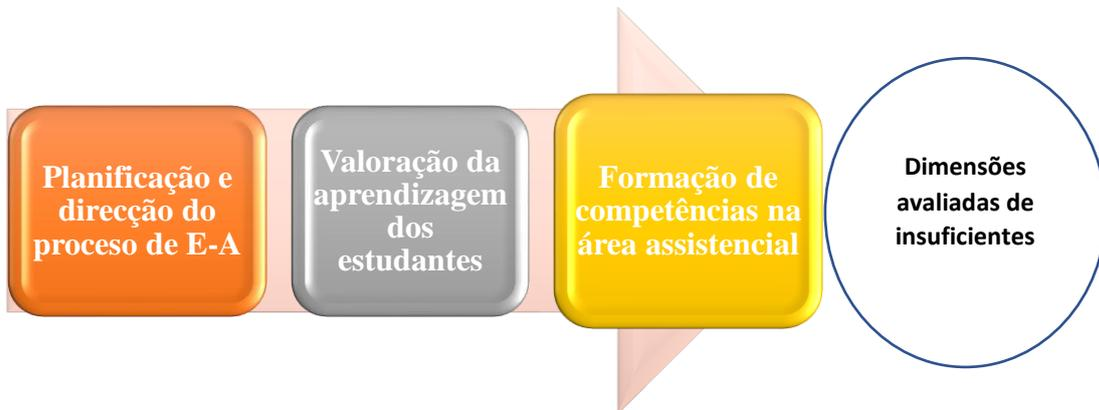 Planificação e
direcção do
proceso de E-A
Valoração da
aprendizagem
dos
estudantes
Formação de
competências na
área assistencial
Dimensões
avaliadas de
insuficientes